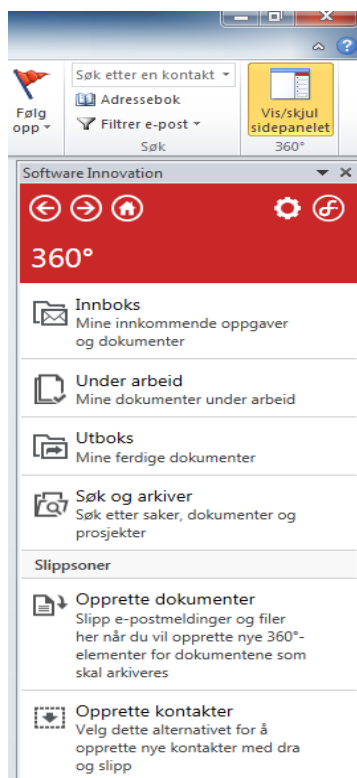 Søk etter en kontakt
Adressebok
Følg
opp
Filtrer e-post
Vis/skjul
sidepanelet
Søk
360°
Software Innovation
360°
Innboks
Mine innkommende oppgaver
og dokumenter
Under arbeid
Mine dokumenter under arbeid
Utboks
Mine ferdige dokumenter
Søk og arkiver
Søk etter saker, dokumenter og
prosjekter
Slippsoner
Opprette dokumenter
Slipp e-postmeldinger og filer
her når du vil opprette nye 360°-
elementer for dokumentene som
skal arkiveres
Opprette kontakter
Velg dette alternativet for å
opprette nye kontakter med dra
og slipp